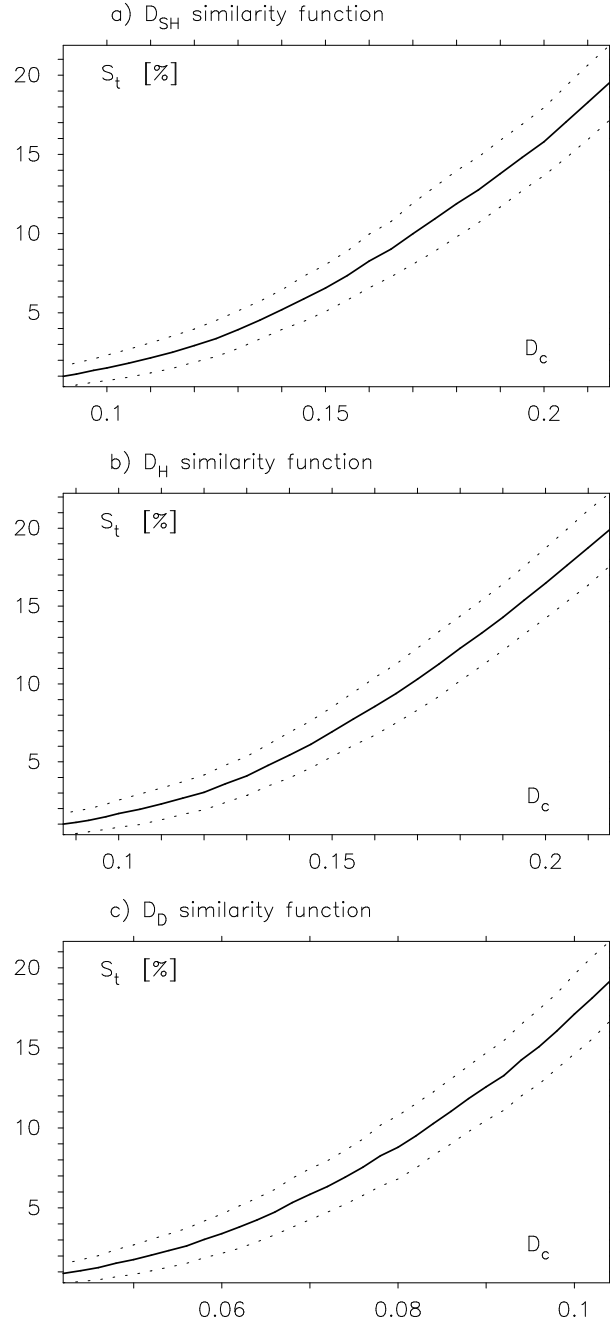 a) D_SH similarity function
S_t [%]
20
15
10
5
D_c
0.1 0.15 0.2
b) D_H similarity function
S_t [%]
20
15
10
5
D_c
0.1 0.15 0.2
c) D_D similarity function
S_t [%]
20
15
10
5
D_c
0.06 0.08 0.1